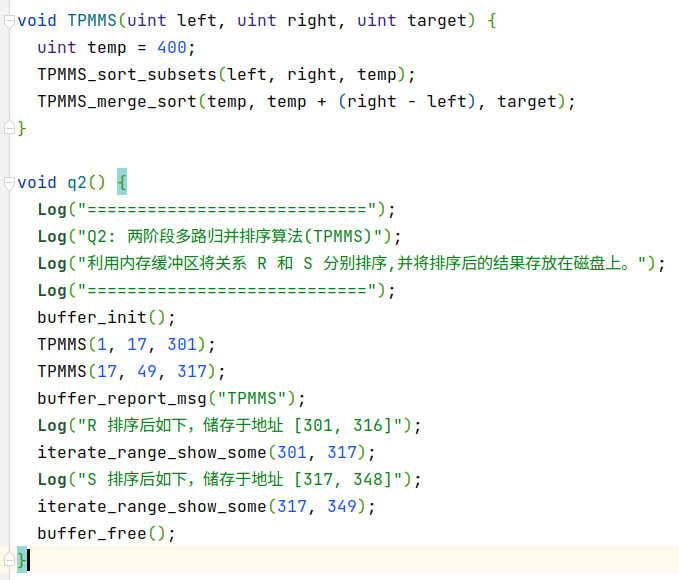 void TPMMS(uint left, uint right, uint target) {
  uint temp = 400;
  TPMMS_sort_subsets(left, right, temp);
  TPMMS_merge_sort(temp, temp + (right - left), target);
}

void q2() {
  Log("============================");
  Log("Q2: 两阶段多路归并排序算法(TPMMS)");
  Log("利用内存缓冲区将关系 R 和 S 分别排序,并将排序后的结果存放在磁盘上。");
  Log("============================");
  buffer_init();
  TPMMS(1, 17, 301);
  TPMMS(17, 49, 317);
  buffer_report_msg("TPMMS");
  Log("R 排序后如下，储存于地址 [301, 316]");
  iterate_range_show_some(301, 317);
  Log("S 排序后如下，储存于地址 [317, 348]");
  iterate_range_show_some(317, 349);
  buffer_free();
}